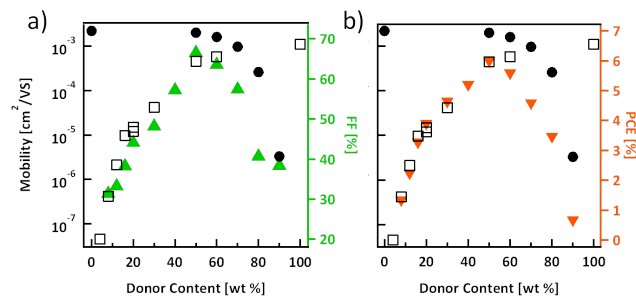 a)
b)
Mobility [cm²/VS]
10⁻³
10⁻⁴
10⁻⁵
10⁻⁶
10⁻⁷
70
60
50
40
30
20
FF [%]
0 20 40 60 80 100
Donor Content [wt %]
7
6
5
4
3
2
1
0
PCE [%]
0 20 40 60 80 100
Donor Content [wt %]